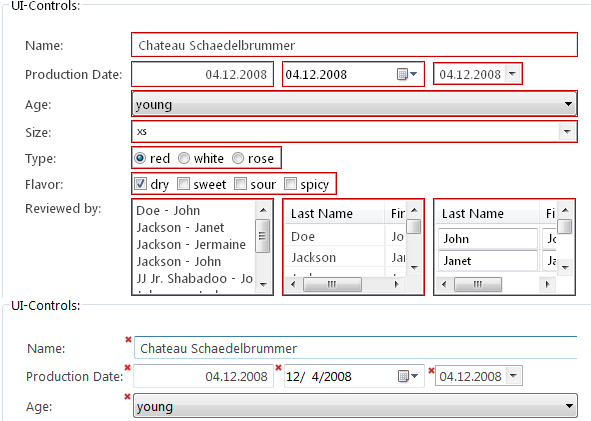 UI-Controls:
Name: Chateau Schaedelbrummer
Production Date: 04.12.2008 04.12.2008 04.12.2008
Age: young
Size: xs
Type: red white rose
Flavor: dry sweet sour spicy
Reviewed by:
Doe - John
Jackson - Janet
Jackson - Jermaine
Jackson - John
JJ Jr. Shabadoo - Jo
Last Name Fir
Doe Jo
Jackson Jar
Last Name Fi
John Jo
Janet Ja
UI-Controls:
Name: Chateau Schaedelbrummer
Production Date: 04.12.2008 12/ 4/2008 04.12.2008
Age: young